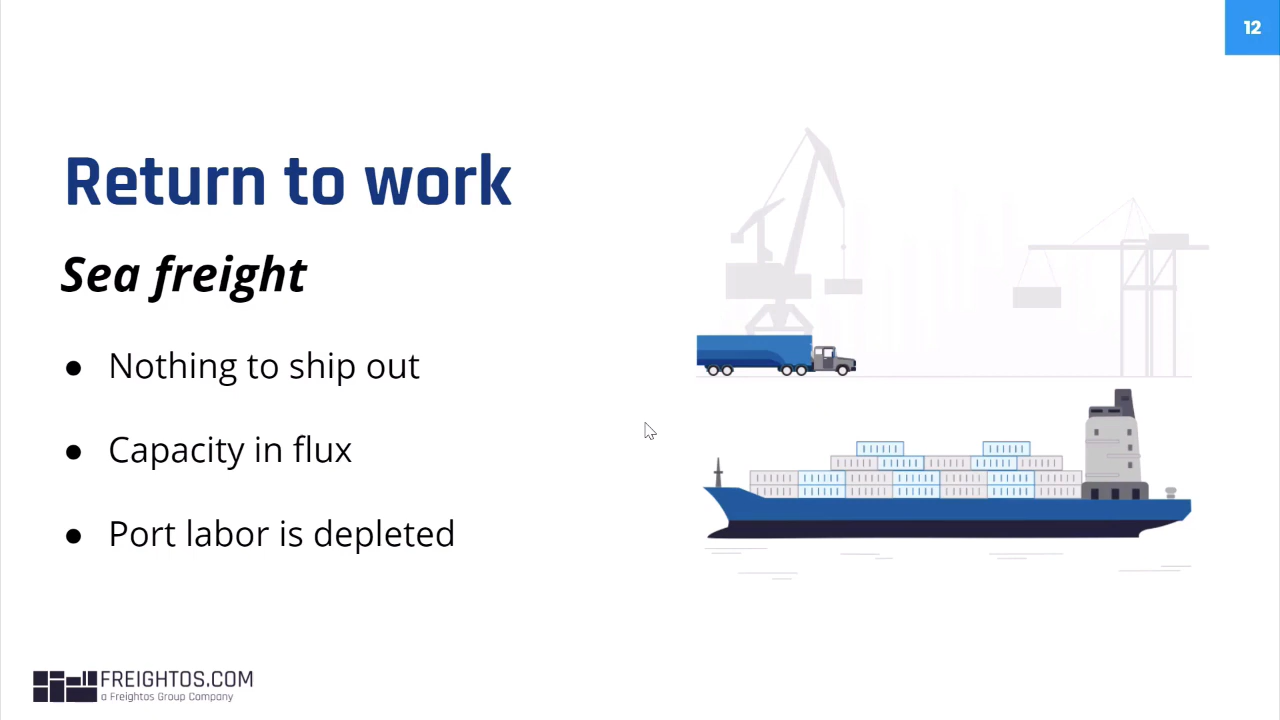 12
Return to work
Sea freight
● Nothing to ship out
● Capacity in flux
● Port labor is depleted
FREIGHTOS.COM
a Freightos Group Company